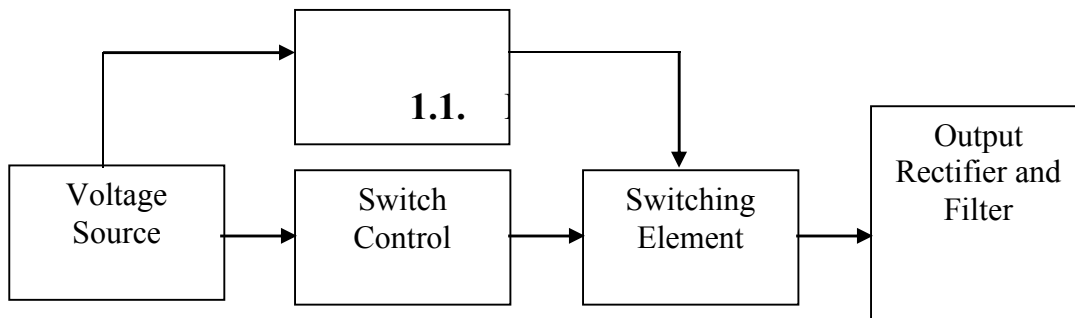 1.1.
Voltage
Source
Switch
Control
Switching
Element
Output
Rectifier and
Filter